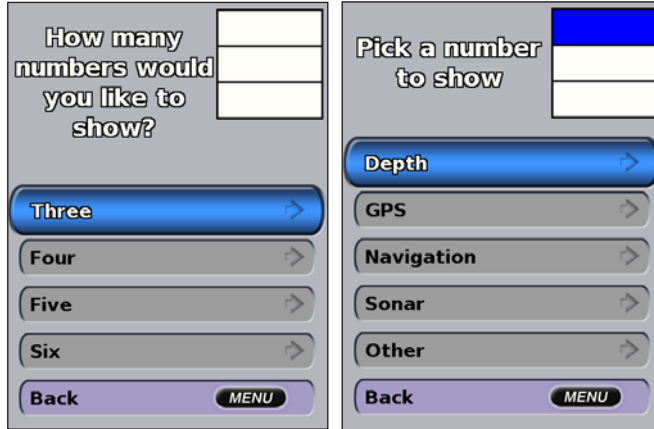 How many
numbers would
you like to
show?
Three
Four
Five
Six
Back MENU
Pick a number
to show
Depth
GPS
Navigation
Sonar
Other
Back MENU